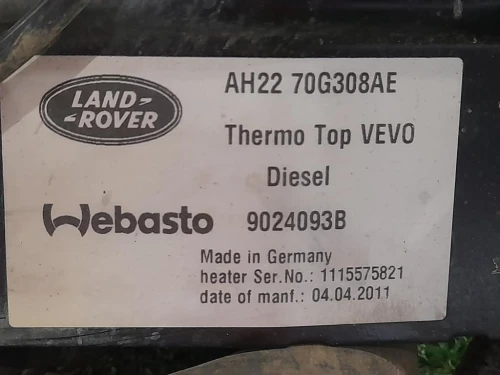 LAND-
-ROVER
AH22 70G308AE
Thermo Top VEVO
Diesel
Webasto 9024093B
Made in Germany
heater Ser.No.: 1115575821
date of manf.: 04.04.2011